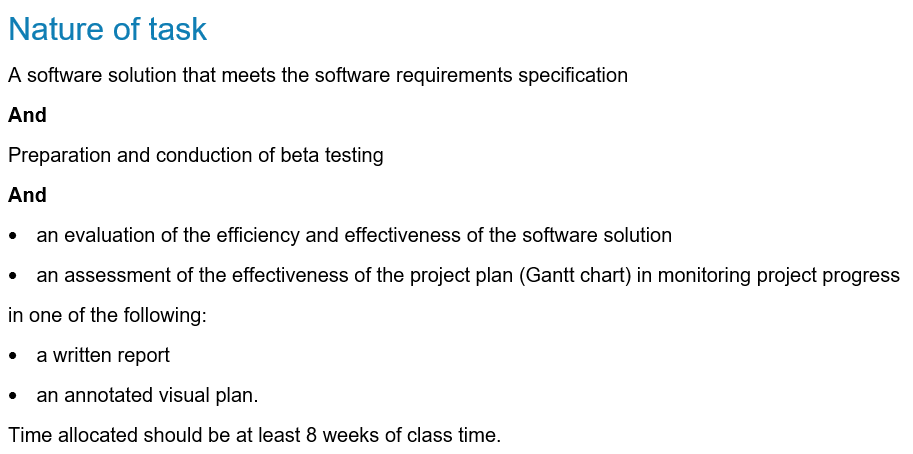 Nature of task
A software solution that meets the software requirements specification
And
Preparation and conduction of beta testing
And
• an evaluation of the efficiency and effectiveness of the software solution
• an assessment of the effectiveness of the project plan (Gantt chart) in monitoring project progress
in one of the following:
• a written report
• an annotated visual plan.
Time allocated should be at least 8 weeks of class time.